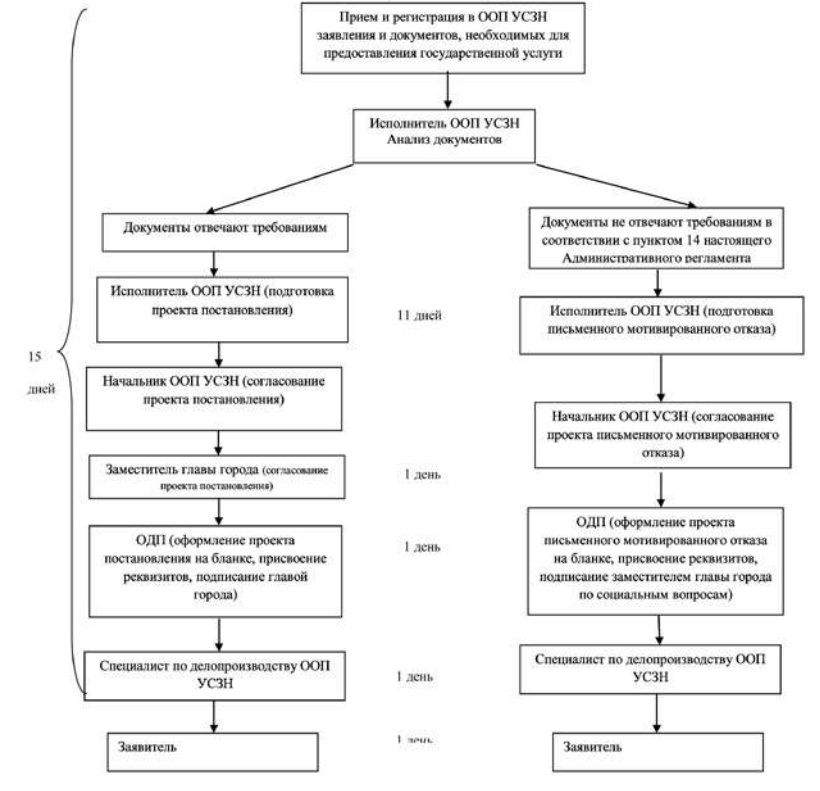 Прием и регистрация в ООП УСЗН
заявления и документов, необходимых для
предоставления государственной услуги
Исполнитель ООП УСЗН
Анализ документов
Документы отвечают требованиям
Документы не отвечают требованиям в
соответствии с пунктом 14 настоящего
Административного регламента
Исполнитель ООП УСЗН (подготовка
проекта постановления)
11 дней
Исполнитель ООП УСЗН (подготовка
письменного мотивированного отказа)
15
дней
Начальник ООП УСЗН (согласование
проекта постановления)
Начальник ООП УСЗН (согласование
проекта письменного мотивированного
отказа)
Заместитель главы города (согласование
проекта постановления)
1 день
ОДП (оформление проекта
постановления на бланке, присвоение
реквизитов, подписание главой
города)
1 день
ОДП (оформление проекта
письменного мотивированного отказа
на бланке, присвоение реквизитов,
подписание заместителем главы города
по социальным вопросам)
Специалист по делопроизводству ООП
УСЗН
1 день
Специалист по делопроизводству ООП
УСЗН
Заявитель
1 день
Заявитель